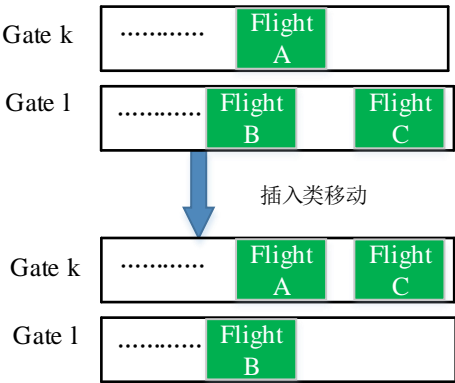 Gate k
............ Flight
A
Gate l
............ Flight Flight
B C
插入类移动
Gate k
............ Flight Flight
A C
Gate l
............ Flight
B